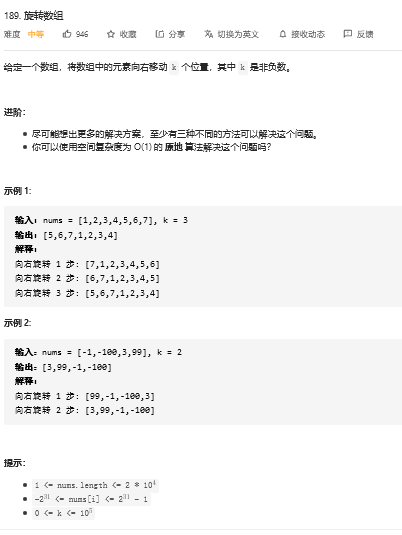 189. 旋转数组
难度 中等 946 收藏 分享 切换为英文 接收动态 反馈
给定一个数组，将数组中的元素向右移动 k 个位置，其中 k 是非负数。
进阶：
• 尽可能想出更多的解决方案，至少有三种不同的方法可以解决这个问题。
• 你可以使用空间复杂度为 O(1) 的 原地 算法解决这个问题吗？
示例 1:
输入: nums = [1,2,3,4,5,6,7], k = 3
输出: [5,6,7,1,2,3,4]
解释:
向右旋转 1 步: [7,1,2,3,4,5,6]
向右旋转 2 步: [6,7,1,2,3,4,5]
向右旋转 3 步: [5,6,7,1,2,3,4]
示例 2:
输入：nums = [-1,-100,3,99], k = 2
输出：[3,99,-1,-100]
解释:
向右旋转 1 步: [99,-1,-100,3]
向右旋转 2 步: [3,99,-1,-100]
提示：
• 1 <= nums.length <= 2 * 10⁴
• -2³¹ <= nums[i] <= 2³¹ - 1
• 0 <= k <= 10⁵